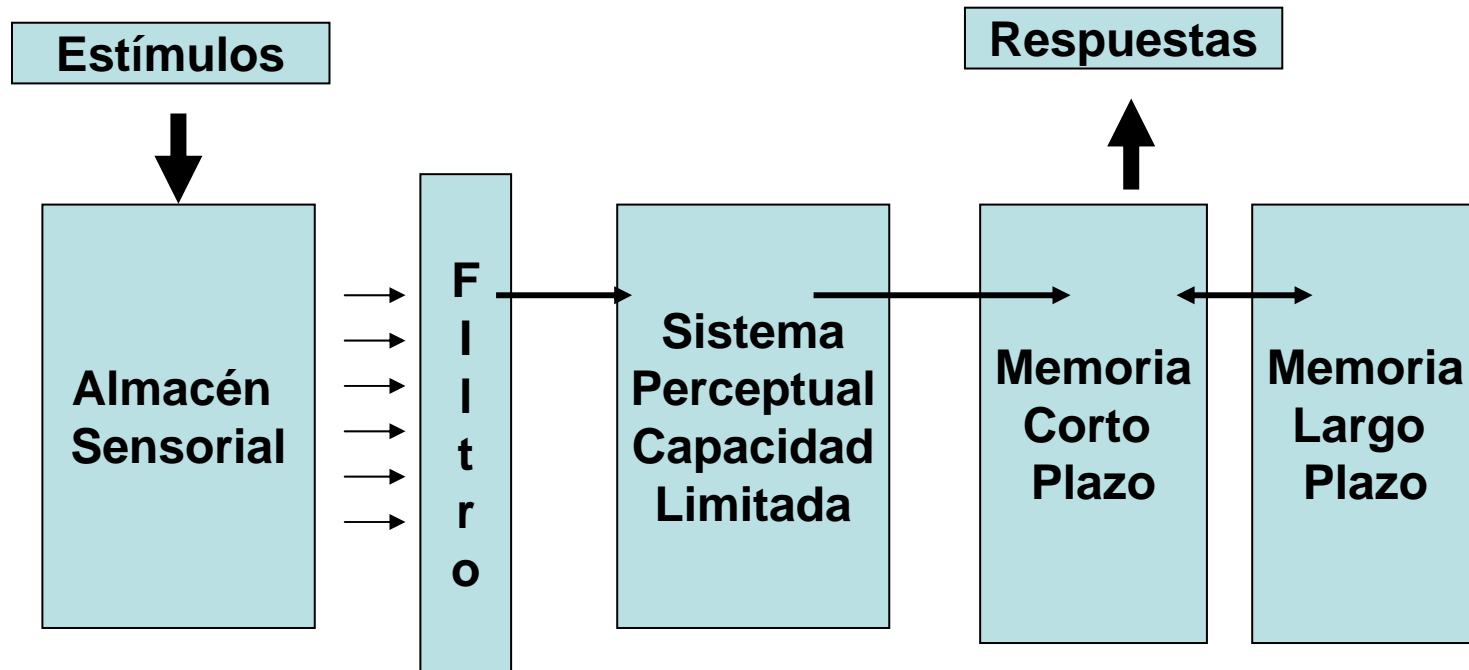 Estímulos
Respuestas
Almacén
Sensorial
F
I
l
t
r
o
Sistema
Perceptual
Capacidad
Limitada
Memoria
Corto
Plazo
Memoria
Largo
Plazo